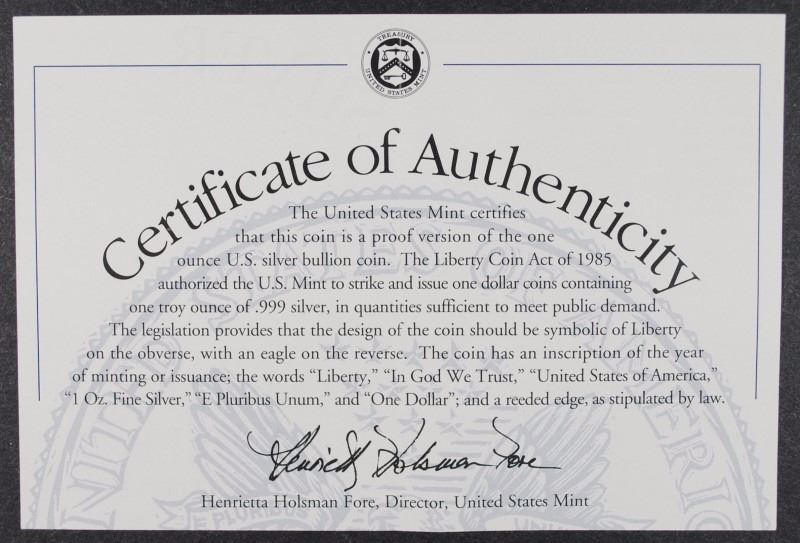 TREASURY
UNITED STATES MINT
Certificate of Authenticity
The United States Mint certifies
that this coin is a proof version of the one
ounce U.S. silver bullion coin. The Liberty Coin Act of 1985
authorized the U.S. Mint to strike and issue one dollar coins containing
one troy ounce of .999 silver, in quantities sufficient to meet public demand.
The legislation provides that the design of the coin should be symbolic of Liberty
on the obverse, with an eagle on the reverse. The coin has an inscription of the year
of minting or issuance; the words “Liberty,” “In God We Trust,” “United States of America,”
“1 Oz. Fine Silver,” “E Pluribus Unum,” and “One Dollar”; and a reeded edge, as stipulated by law.
Henrietta Holsman Fore
Henrietta Holsman Fore, Director, United States Mint
UNITED STATES OF AMERICA
E PLURIBUS UNUM